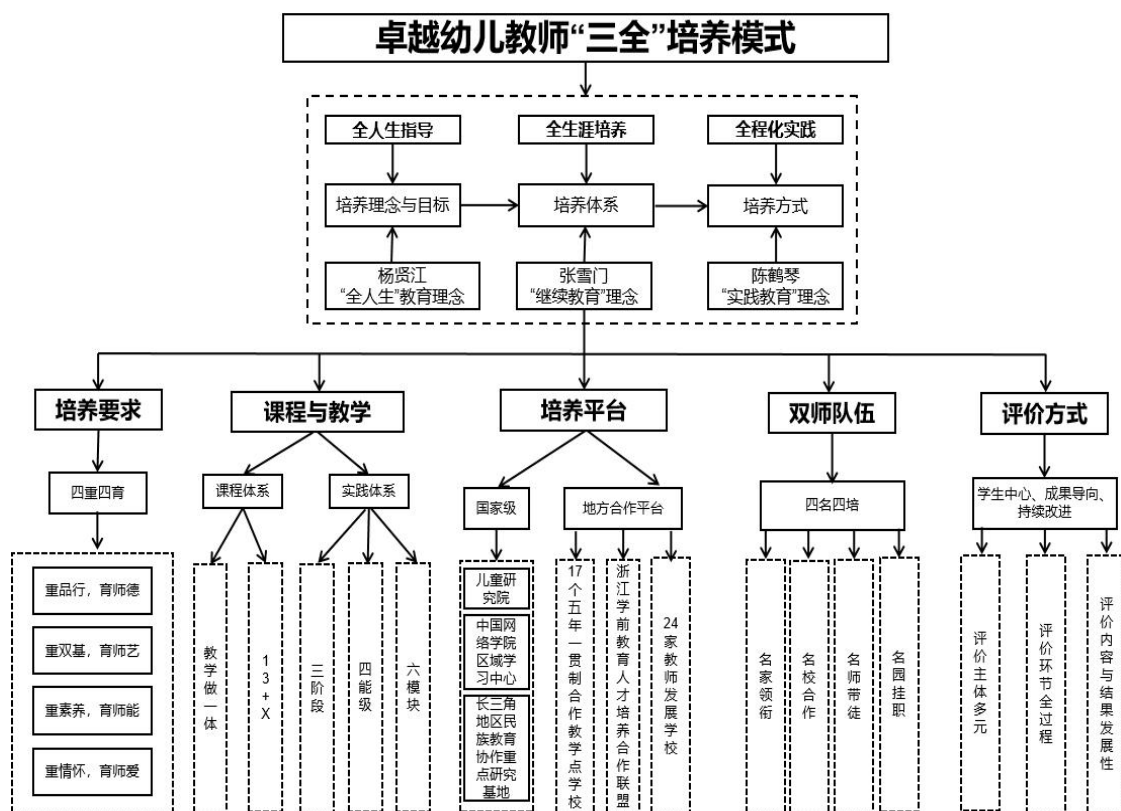 卓越幼儿教师“三全”培养模式
全人生指导
全生涯培养
全程化实践
培养理念与目标
培养体系
培养方式
杨贤江
“全人生”教育理念
张雪门
“继续教育”理念
陈鹤琴
“实践教育”理念
培养要求
课程与教学
培养平台
双师队伍
评价方式
四重四育
课程体系
实践体系
国家级
地方合作平台
四名四培
学生中心、成果导向、
持续改进
重品行，育师德
重双基，育师艺
重素养，育师能
重情怀，育师爱
教学做一体
13+X
三阶段
四能级
六模块
儿童研
究院
中国网
络学院
区域学
习中心
长三角
地区民
族教育
协作重
点研究
基地
17个五年一贯制合作教学点学校
浙江学前教育人才培养合作联盟
24家教师发展学校
名家领衔
名校合作
名师带徒
名园挂职
评价主体多元
评价环节全过程
评价内容与结果发展性